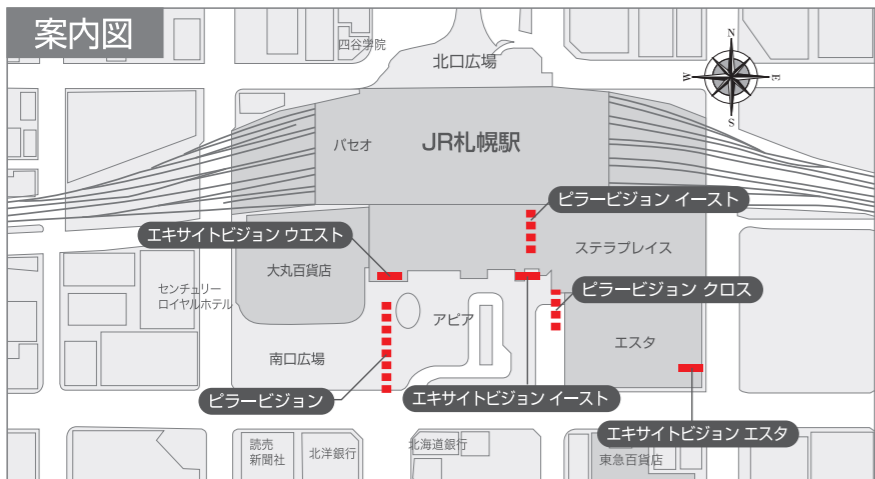 案内図
四谷学院
北口広場
N
W
E
S
パセオ
JR札幌駅
ピラービジョン イースト
エキサイトビジョン ウエスト
ステラプレイス
大丸百貨店
センチュリー
ロイヤルホテル
ピラービジョン クロス
アピア
エスタ
南口広場
ピラービジョン
エキサイトビジョン イースト
エキサイトビジョン エスタ
読売
新聞社
北洋銀行
北海道銀行
東急百貨店